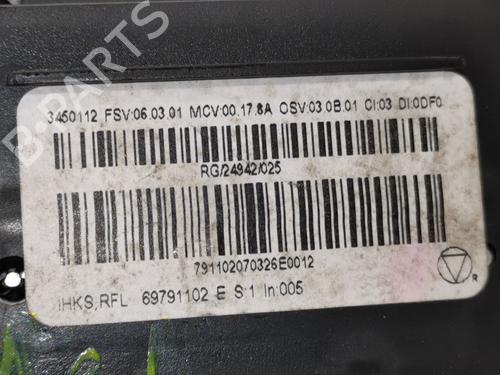 3450112 FSV:06.03.01 MCV:00.17.8A OSV:03.0B.01 CI:03 DI:0DF0
RG/24942/025
791102070326E0012
IHKS,RFL 69791102 E S:1 In:005
R
B-PARTS